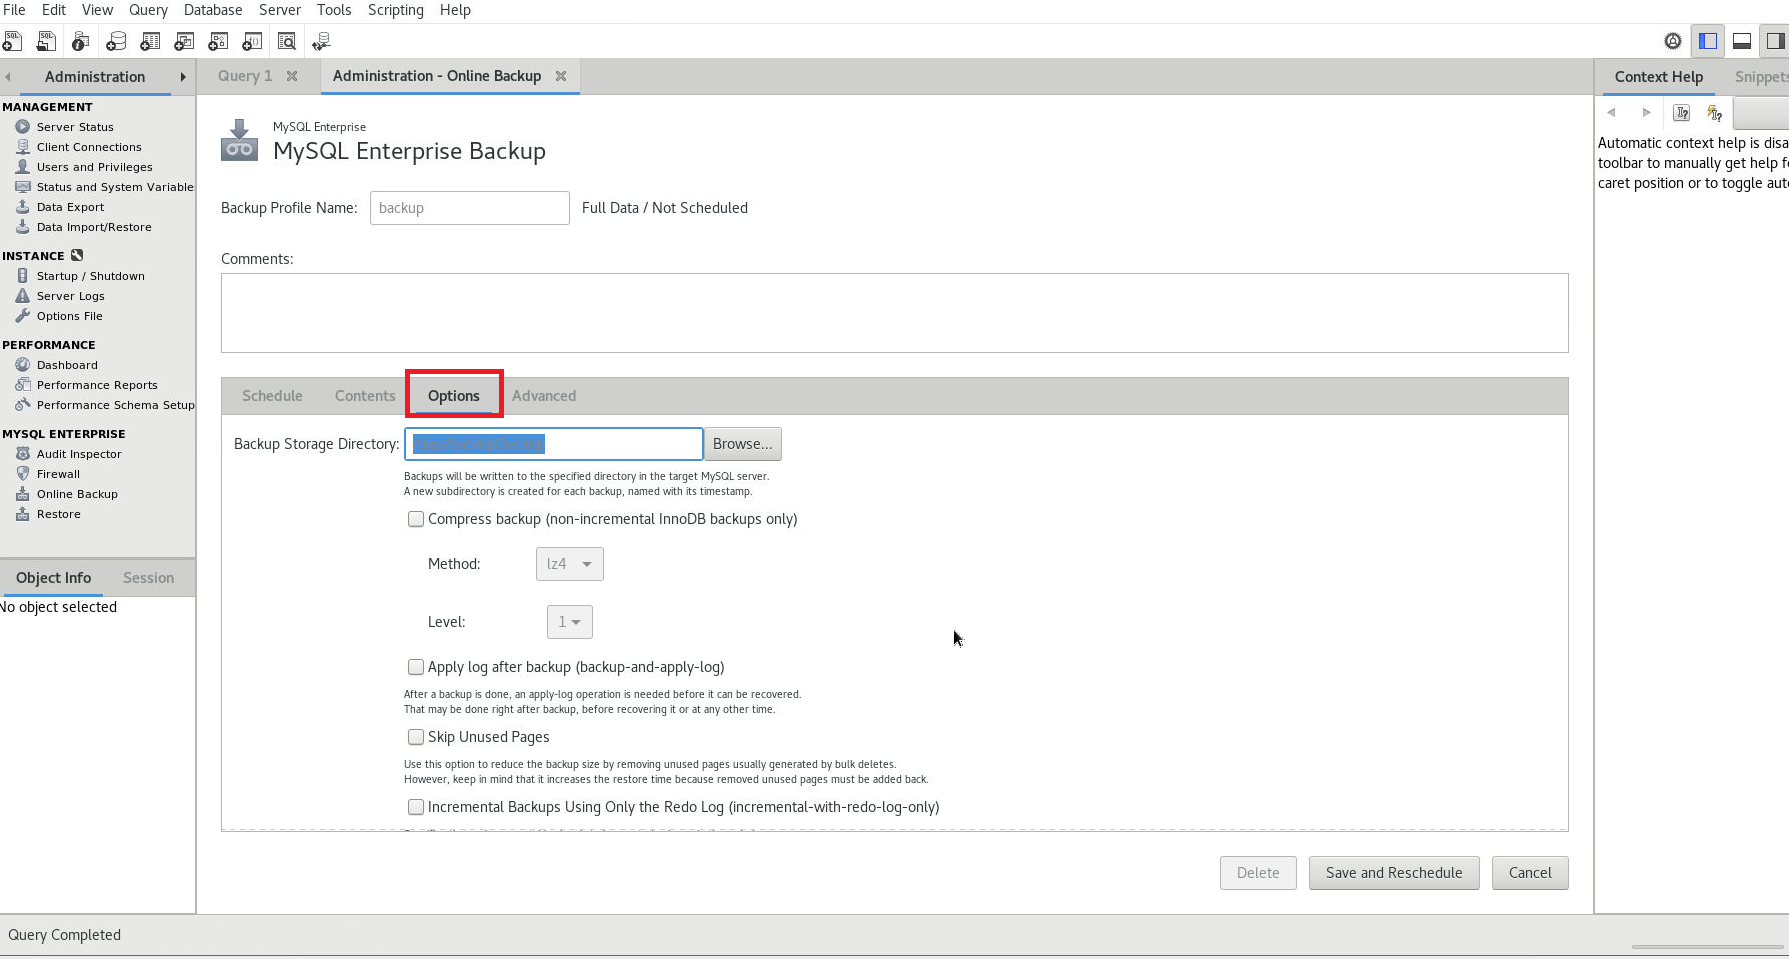 File Edit View Query Database Server Tools Scripting Help
Administration
Query 1
Administration - Online Backup
Context Help
Snippets
MANAGEMENT
Server Status
Client Connections
Users and Privileges
Status and System Variable
Data Export
Data Import/Restore
INSTANCE
Startup / Shutdown
Server Logs
Options File
PERFORMANCE
Dashboard
Performance Reports
Performance Schema Setup
MYSQL ENTERPRISE
Audit Inspector
Firewall
Online Backup
Restore
Object Info Session
No object selected
MySQL Enterprise
MySQL Enterprise Backup
Backup Profile Name: backup Full Data / Not Scheduled
Comments:
Schedule Contents Options Advanced
Backup Storage Directory: Browse...
Backups will be written to the specified directory in the target MySQL server.
A new subdirectory is created for each backup, named with its timestamp.
Compress backup (non-incremental InnoDB backups only)
Method: lz4
Level: 1
Apply log after backup (backup-and-apply-log)
After a backup is done, an apply-log operation is needed before it can be recovered.
That may be done right after backup, before recovering it or at any other time.
Skip Unused Pages
Use this option to reduce the backup size by removing unused pages usually generated by bulk deletes.
However, keep in mind that it increases the restore time because removed unused pages must be added back.
Incremental Backups Using Only the Redo Log (incremental-with-redo-log-only)
Delete Save and Reschedule Cancel
Automatic context help is disa
toolbar to manually get help f
caret position or to toggle aut
Query Completed